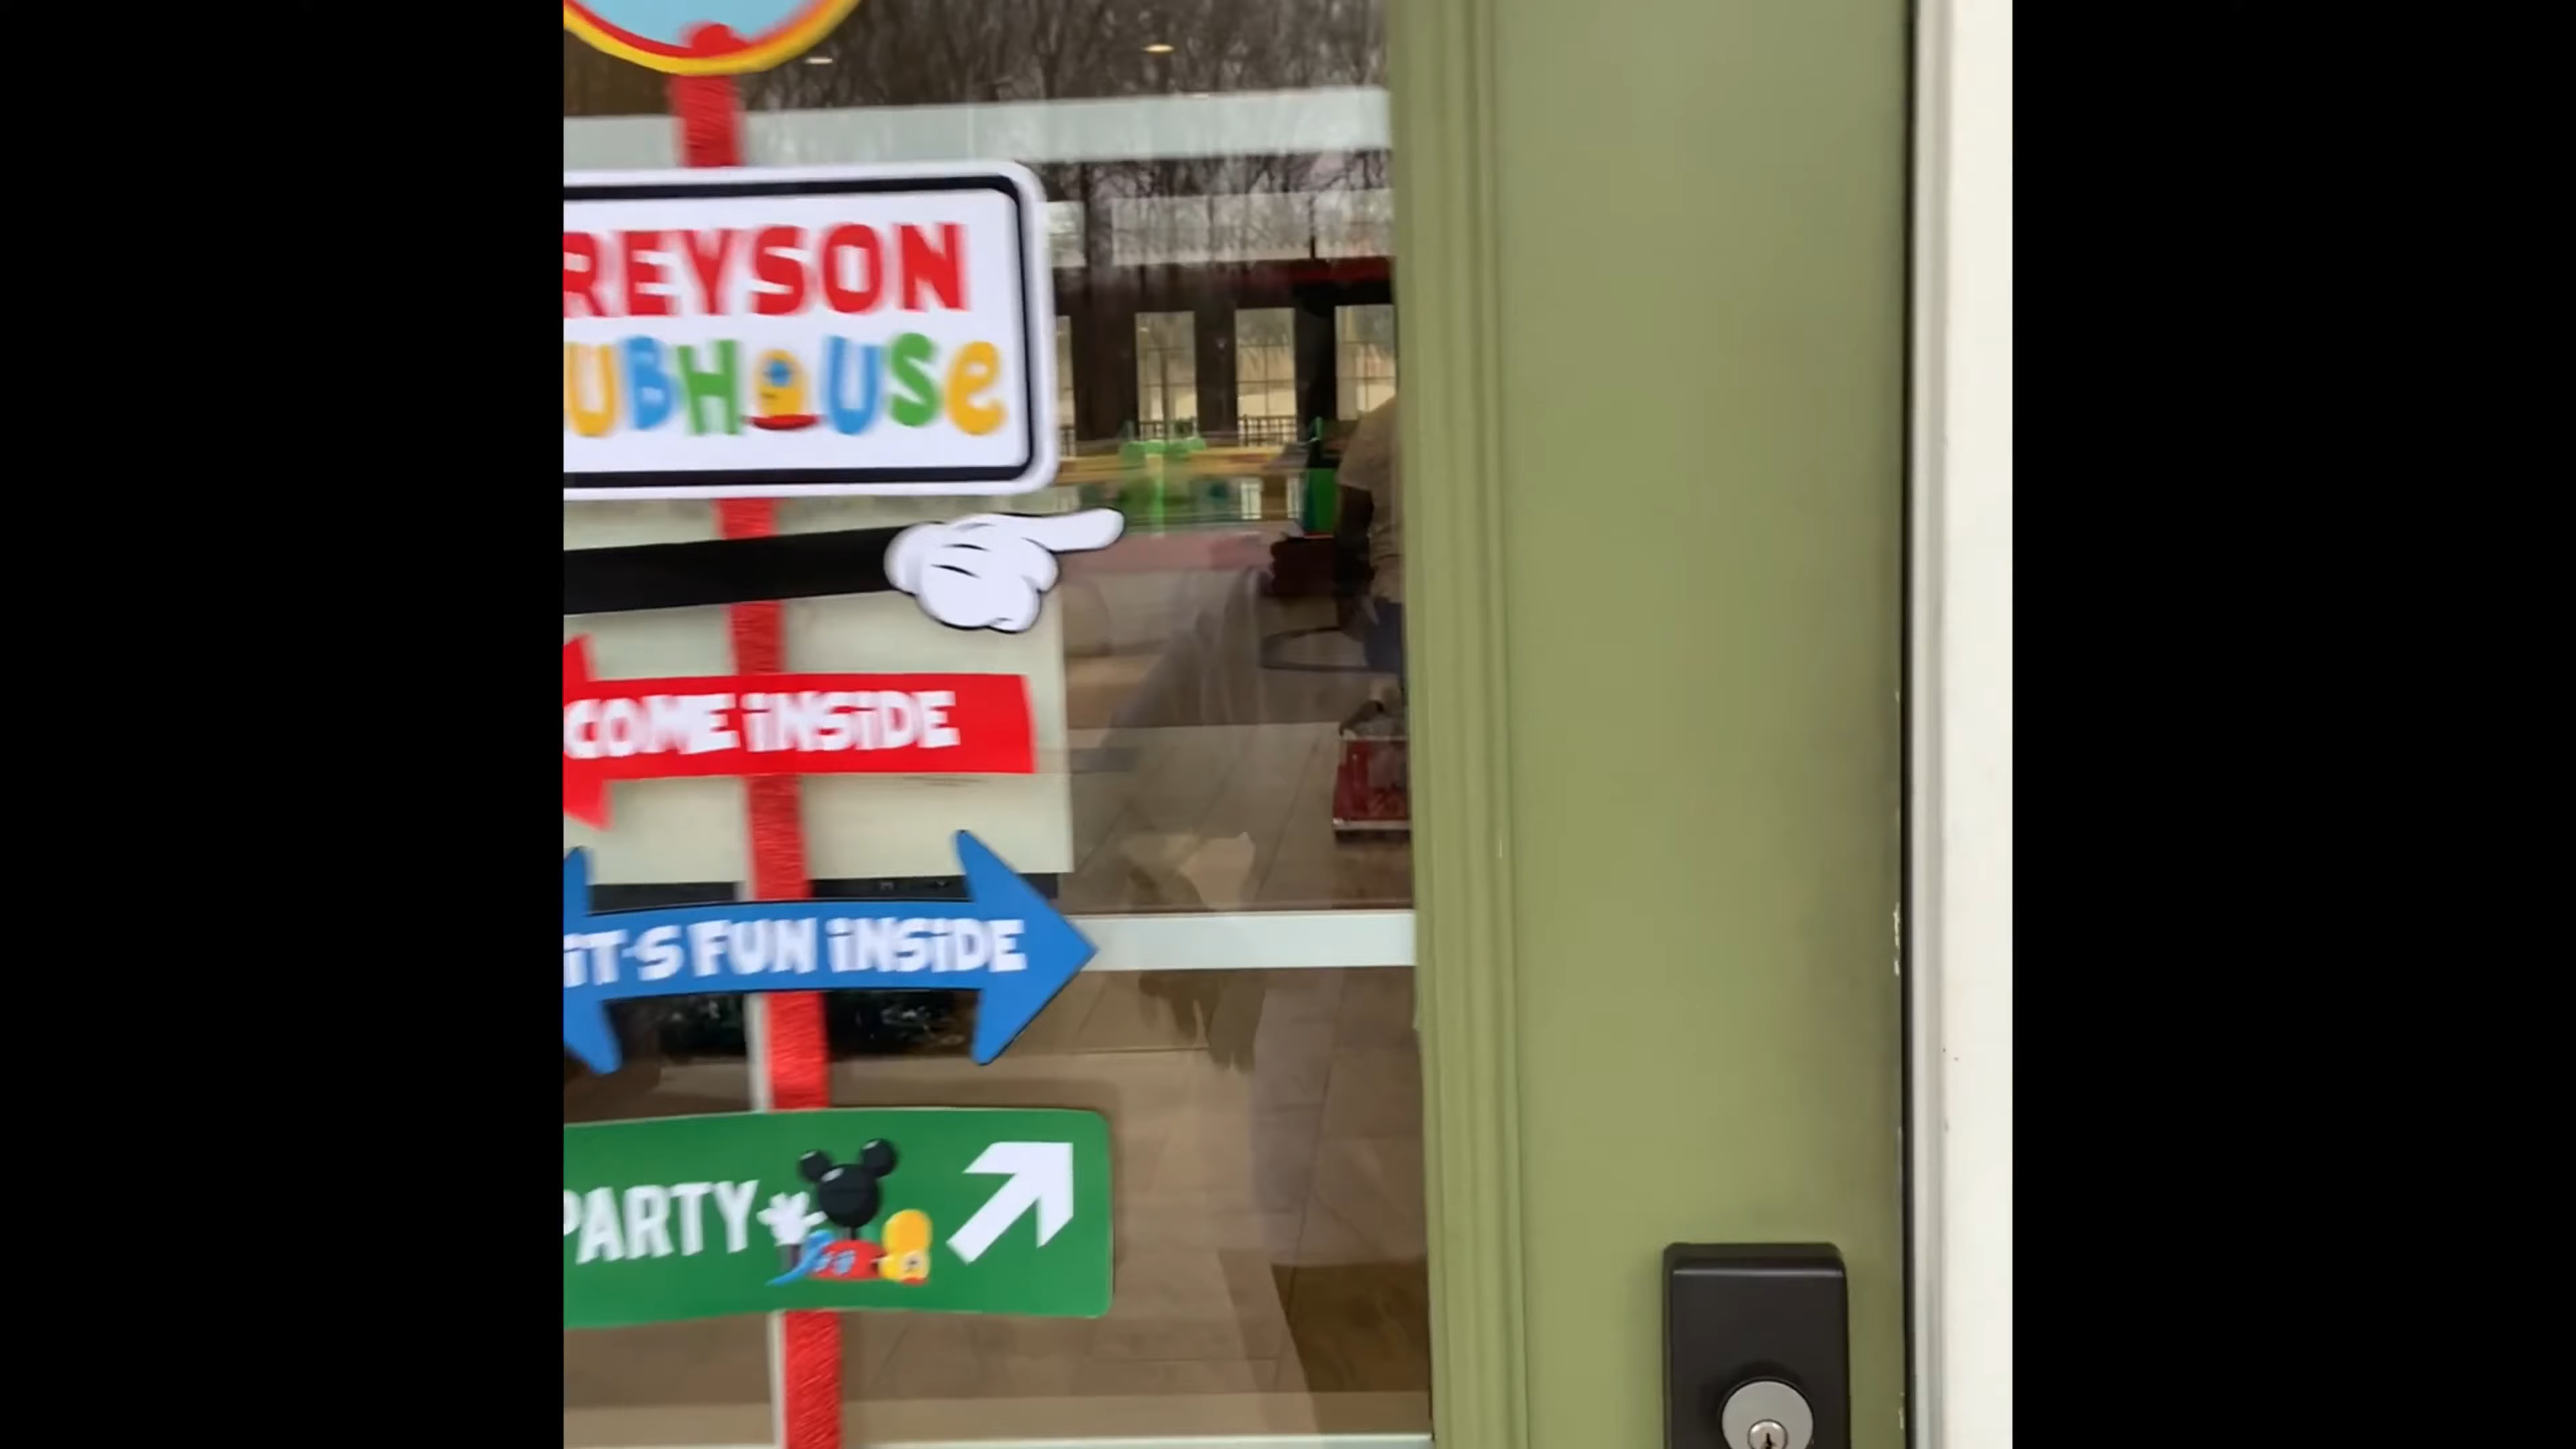 REYSON
UBHOUSE
COME INSIDE
IT'S FUN INSIDE
PARTY